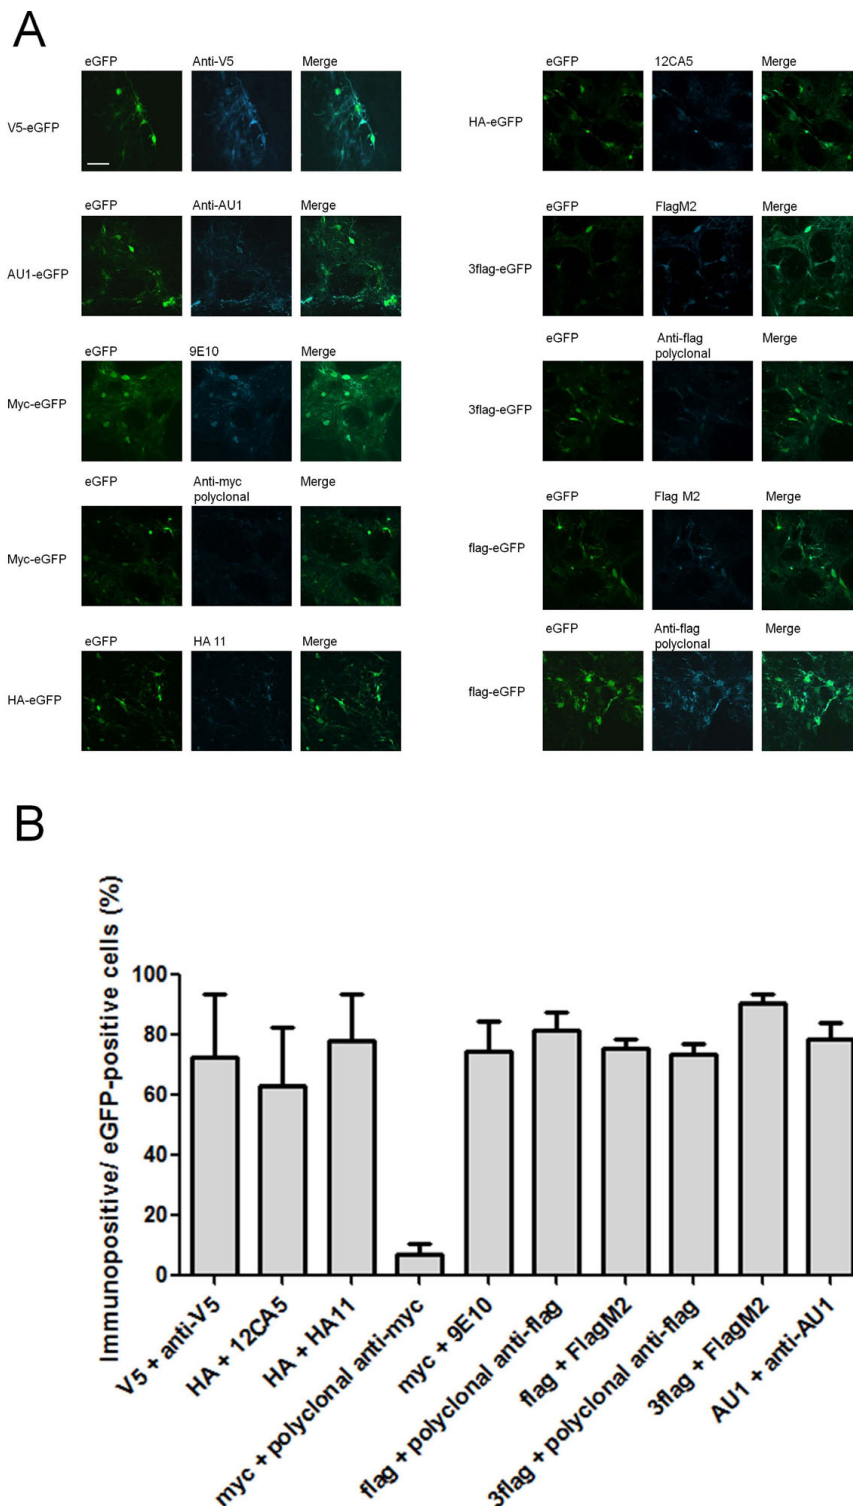 A
eGFP Anti-V5 Merge
V5-eGFP
eGFP Anti-AU1 Merge
AU1-eGFP
eGFP 9E10 Merge
Myc-eGFP
eGFP Anti-myc polyclonal Merge
Myc-eGFP
eGFP HA 11 Merge
HA-eGFP
eGFP 12CA5 Merge
HA-eGFP
eGFP FlagM2 Merge
3flag-eGFP
eGFP Anti-flag polyclonal Merge
3flag-eGFP
eGFP Flag M2 Merge
flag-eGFP
eGFP Anti-flag polyclonal Merge
flag-eGFP
B
Immunopositive/ eGFP-positive cells (%)
100
80
60
40
20
0
V5 + anti-V5
HA + 12CA5
HA + HA11
myc + polyclonal anti-myc
myc + 9E10
flag + polyclonal anti-flag
flag + FlagM2
3flag + polyclonal anti-flag
3flag + FlagM2
AU1 + anti-AU1